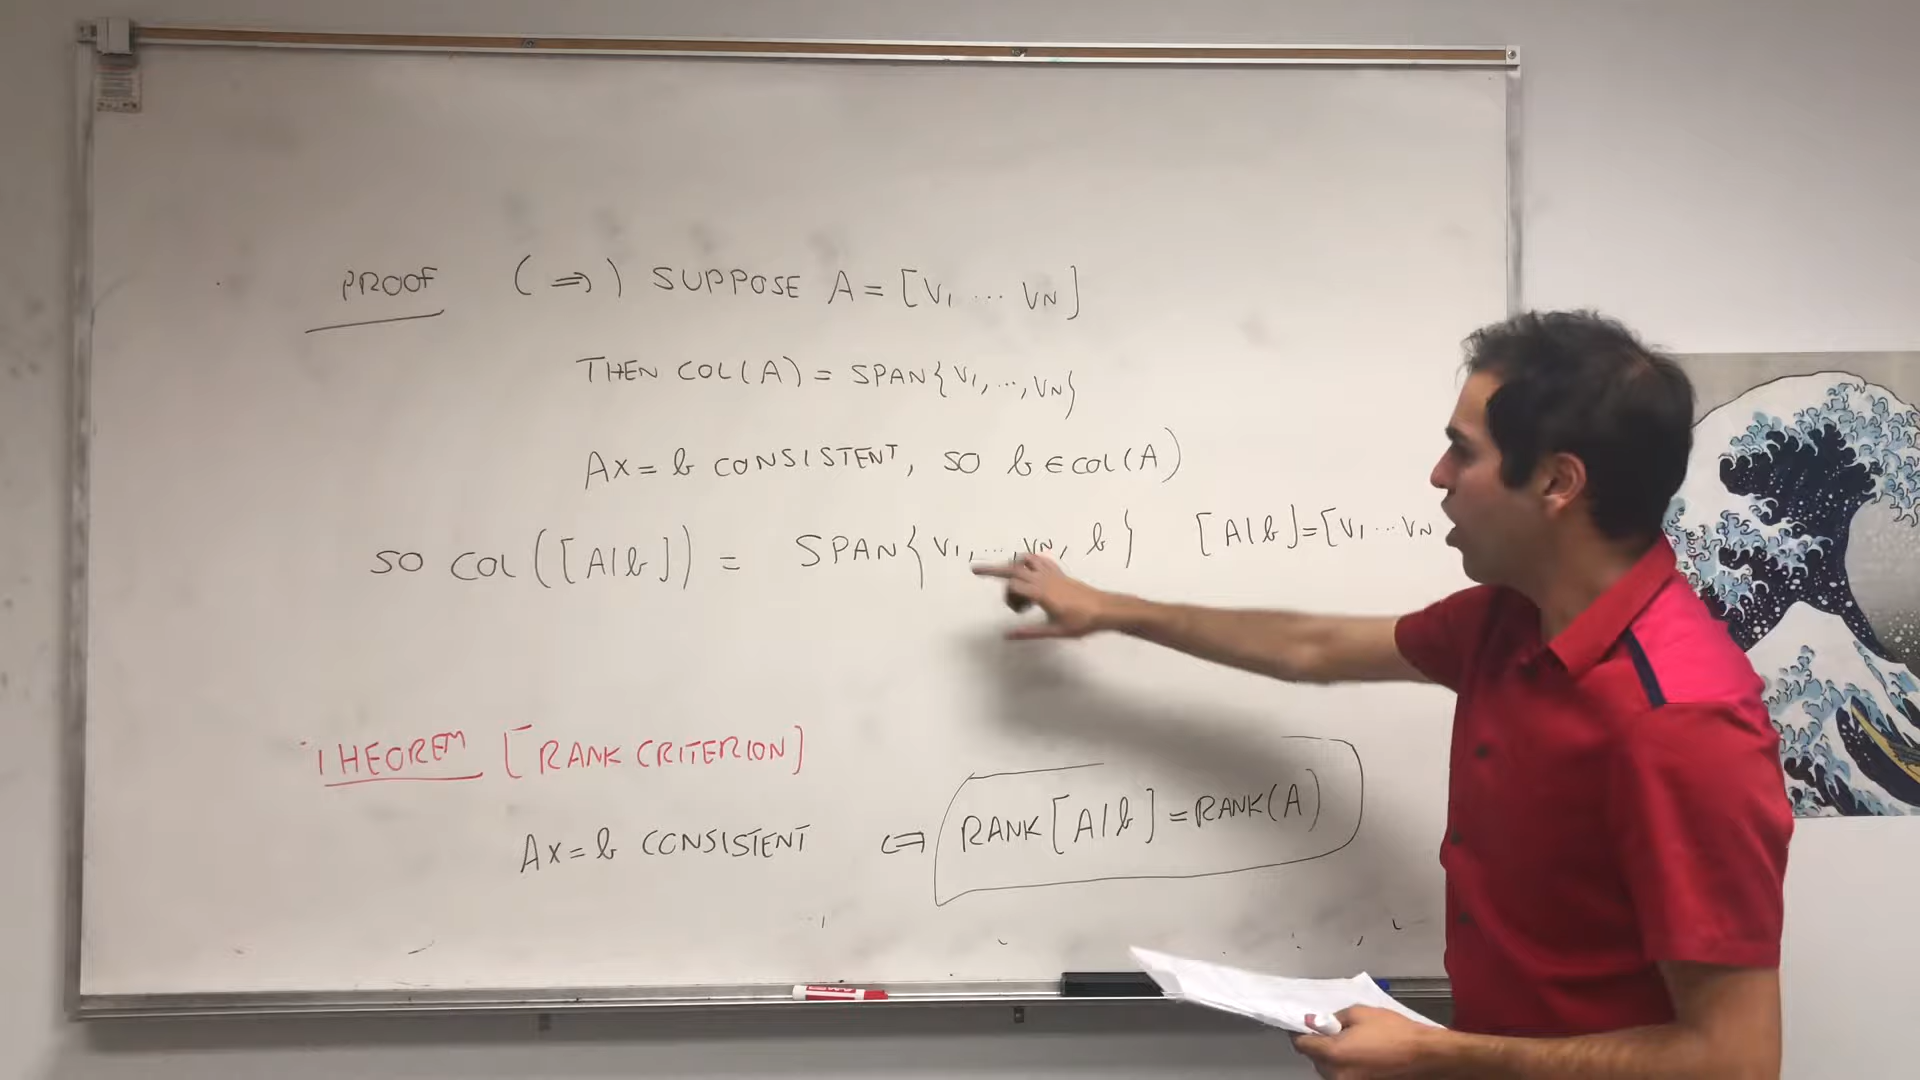 PROOF (⇒) SUPPOSE A = [V₁ ... VN]
THEN COL(A) = SPAN{V₁, ..., VN}
AX = b CONSISTENT, SO b ∈ COL(A)
SO COL([A|b]) = SPAN{V₁, ..., VN, b} [A|b] = [V₁ ... VN
THEOREM [RANK CRITERION]
AX = b CONSISTENT ⇔ RANK[A|b] = RANK(A)